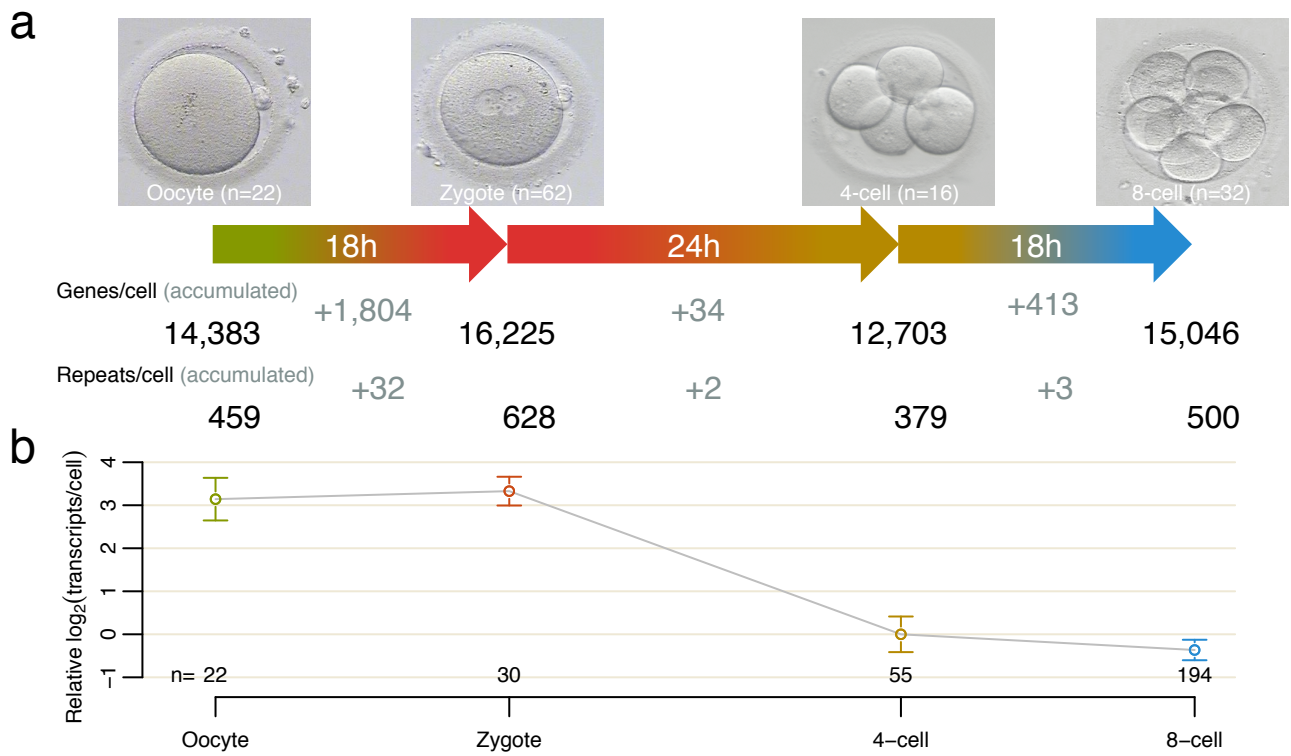 a
Oocyte (n=22)
Zygote (n=62)
4-cell (n=16)
8-cell (n=32)
18h
24h
18h
Genes/cell (accumulated)
+1,804
+34
+413
14,383
16,225
12,703
15,046
Repeats/cell (accumulated)
+32
+2
+3
459
628
379
500
b
Relative log₂(transcripts/cell)
4
3
2
1
0
−1
n= 22
30
55
194
Oocyte
Zygote
4−cell
8−cell